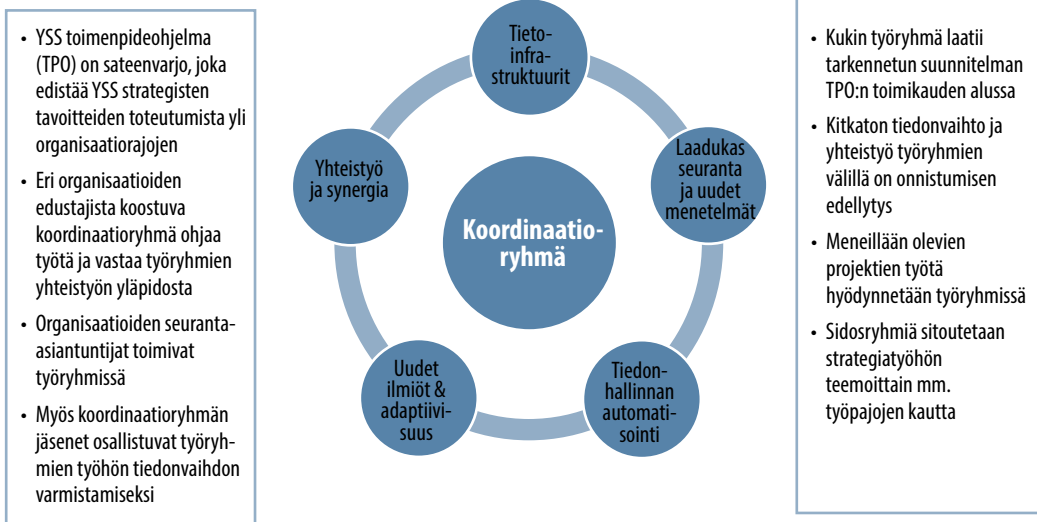 • YSS toimenpideohjelma
(TPO) on sateenvarjo, joka
edistää YSS strategisten
tavoitteiden toteutumista yli
organisaatiorajojen
• Eri organisaatioiden
edustajista koostuva
koordinaatioryhmä ohjaa
työtä ja vastaa työryhmien
yhteistyön yläpidosta
• Organisaatioiden seuranta-
asiantuntijat toimivat
työryhmissä
• Myös koordinaatioryhmän
jäsenet osallistuvat työryh-
mien työhön tiedonvaihdon
varmistamiseksi
Tieto-
infra-
struktuurit
Laadukas
seuranta
ja uudet
menetelmät
Tiedon-
hallinnan
automati-
sointi
Uudet
ilmiöt &
adaptiivi-
suus
Yhteistyö
ja synergia
Koordinaatio-
ryhmä
• Kukin työryhmä laatii
tarkennetun suunnitelman
TPO:n toimikauden alussa
• Kitkaton tiedonvaihto ja
yhteistyö työryhmien
välillä on onnistumisen
edellytys
• Meneillään olevien
projektien työtä
hyödynnetään työryhmissä
• Sidosryhmiä sitoutetaan
strategiatyöhön
teemoittain mm.
työpajojen kautta